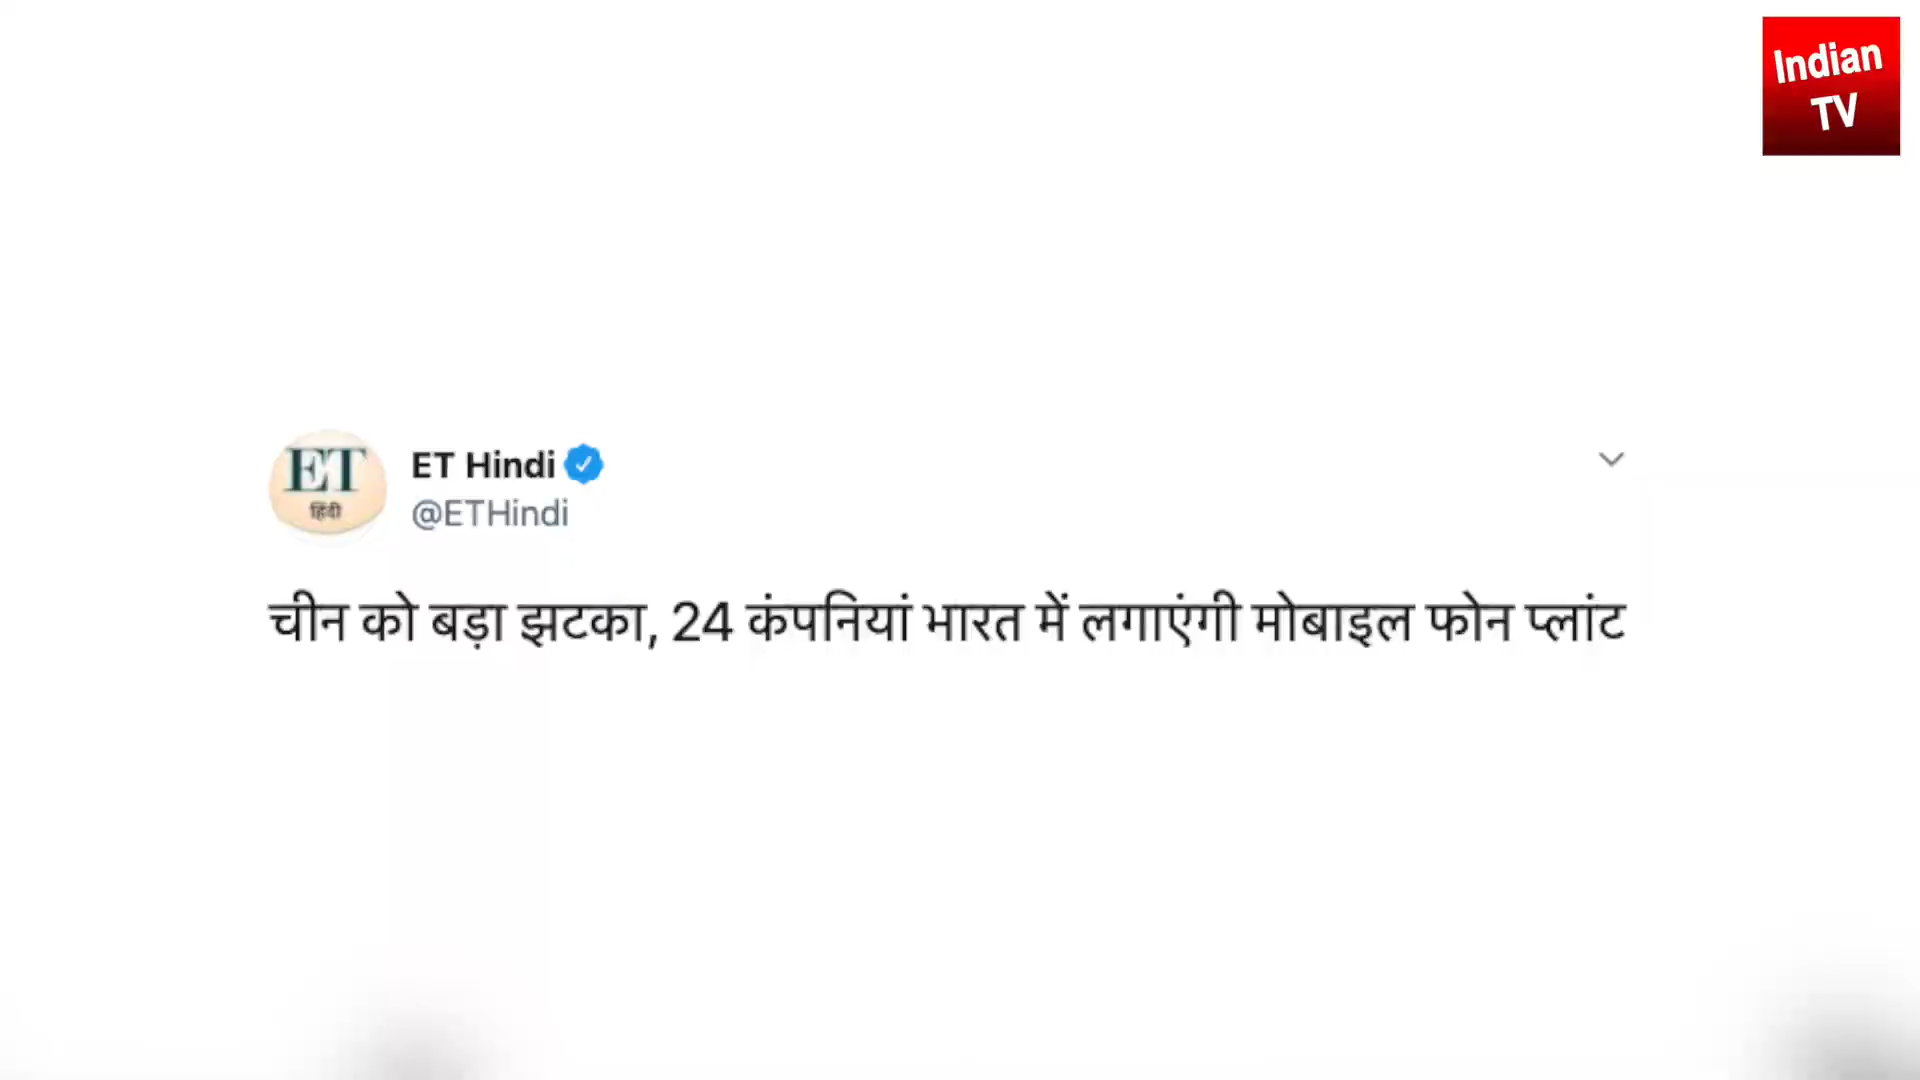 Indian
TV
ET
हिंदी
ET Hindi
@ETHindi
चीन को बड़ा झटका, 24 कंपनियां भारत में लगाएंगी मोबाइल फोन प्लांट